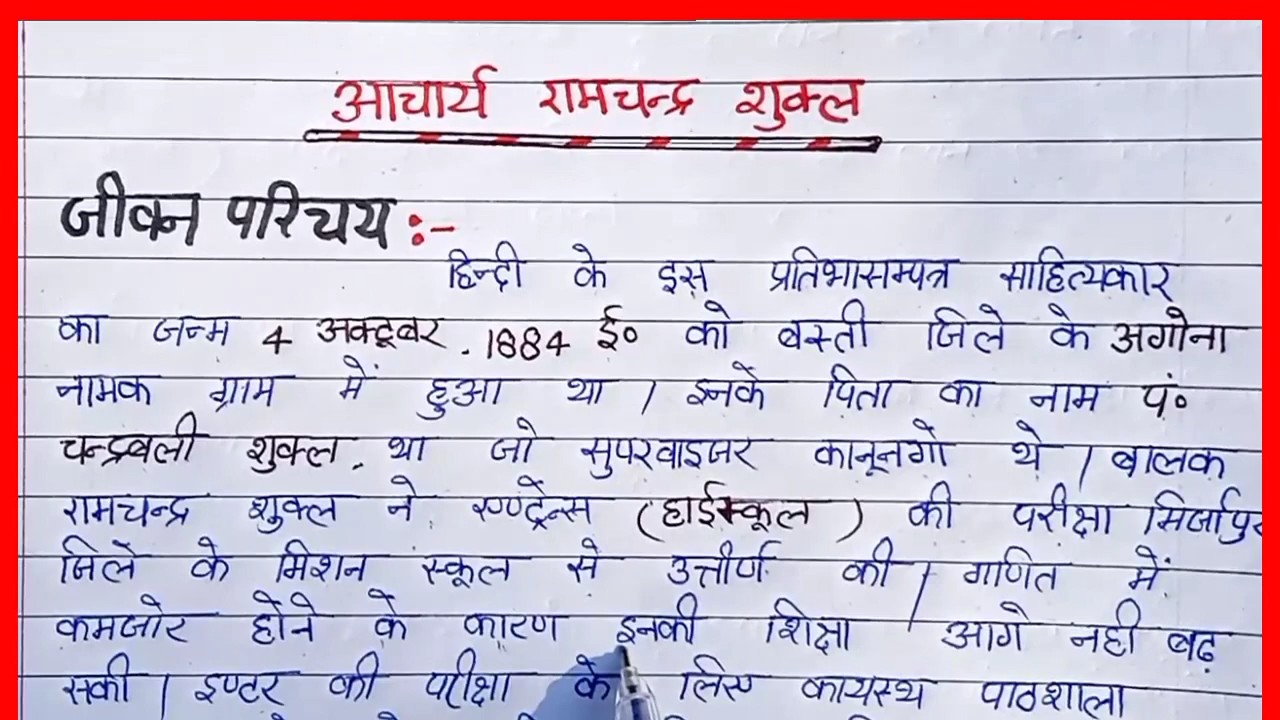 आचार्य रामचन्द्र शुक्ल
जीवन परिचय :-
हिन्दी के इस प्रतिभासम्पन्न साहित्यकार
का जन्म 4 अक्टूबर . 1884 ई० को बस्ती जिले के अगोना
नामक ग्राम में हुआ था । इनके पिता का नाम पं०
चन्द्रबली शुक्ल . था जो सुपरवाइजर कानूनगो थे । बालक
रामचन्द्र शुक्ल ने एण्ट्रेन्स (हाईस्कूल ) की परीक्षा मिर्जापुर
जिले के मिशन स्कूल से उत्तीर्ण की । गणित में
कमजोर होने के कारण इनकी शिक्षा आगे नही बढ़
सकी । इण्टर की परीक्षा के लिए कायस्थ पाठशाला